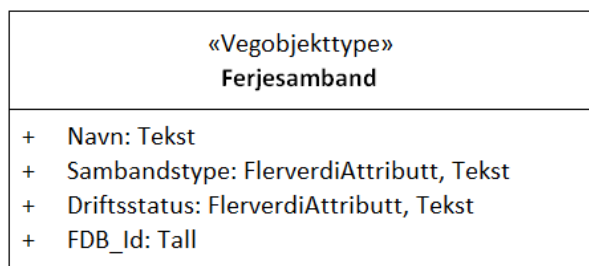 «Vegobjekttype»
Ferjesamband
+ Navn: Tekst
+ Sambandstype: FlerverdiAttributt, Tekst
+ Driftsstatus: FlerverdiAttributt, Tekst
+ FDB_Id: Tall